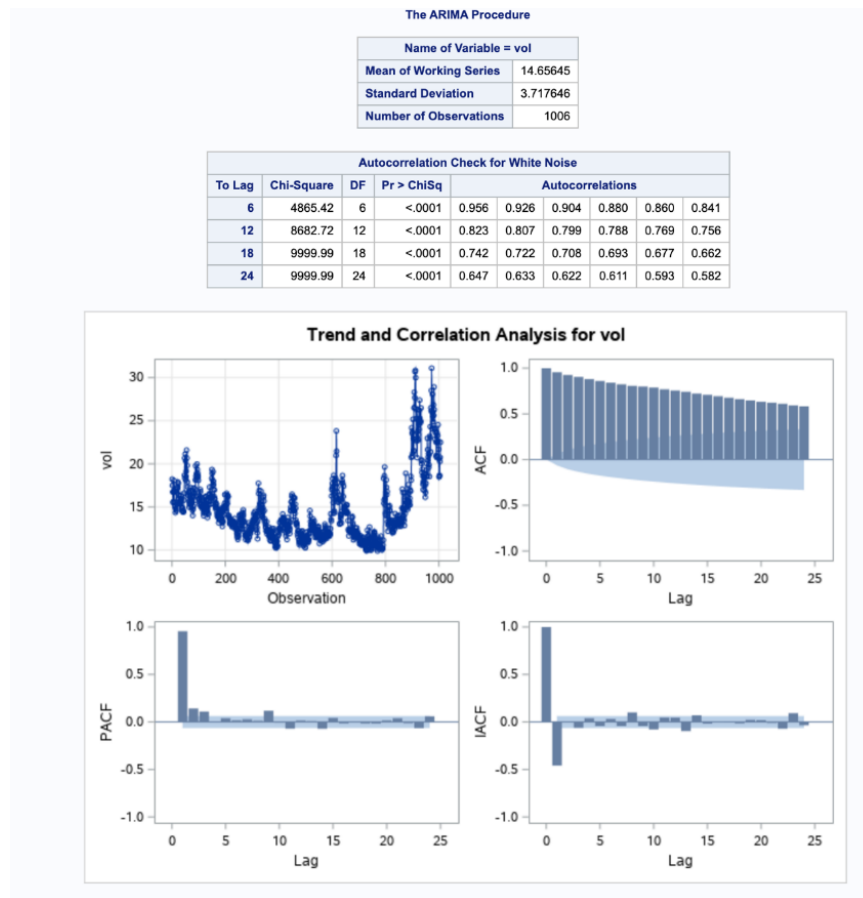 The ARIMA Procedure
Name of Variable = vol
Mean of Working Series 14.65645
Standard Deviation 3.717646
Number of Observations 1006
Autocorrelation Check for White Noise
To Lag Chi-Square DF Pr > ChiSq Autocorrelations
6 4865.42 6 <.0001 0.956 0.926 0.904 0.880 0.860 0.841
12 8682.72 12 <.0001 0.823 0.807 0.799 0.788 0.769 0.756
18 9999.99 18 <.0001 0.742 0.722 0.708 0.693 0.677 0.662
24 9999.99 24 <.0001 0.647 0.633 0.622 0.611 0.593 0.582
Trend and Correlation Analysis for vol
30
25
20
15
10
vol
0 200 400 600 800 1000
Observation
1.0
0.5
0.0
-0.5
-1.0
ACF
0 5 10 15 20 25
Lag
1.0
0.5
0.0
-0.5
-1.0
PACF
0 5 10 15 20 25
Lag
1.0
0.5
0.0
-0.5
-1.0
IACF
0 5 10 15 20 25
Lag